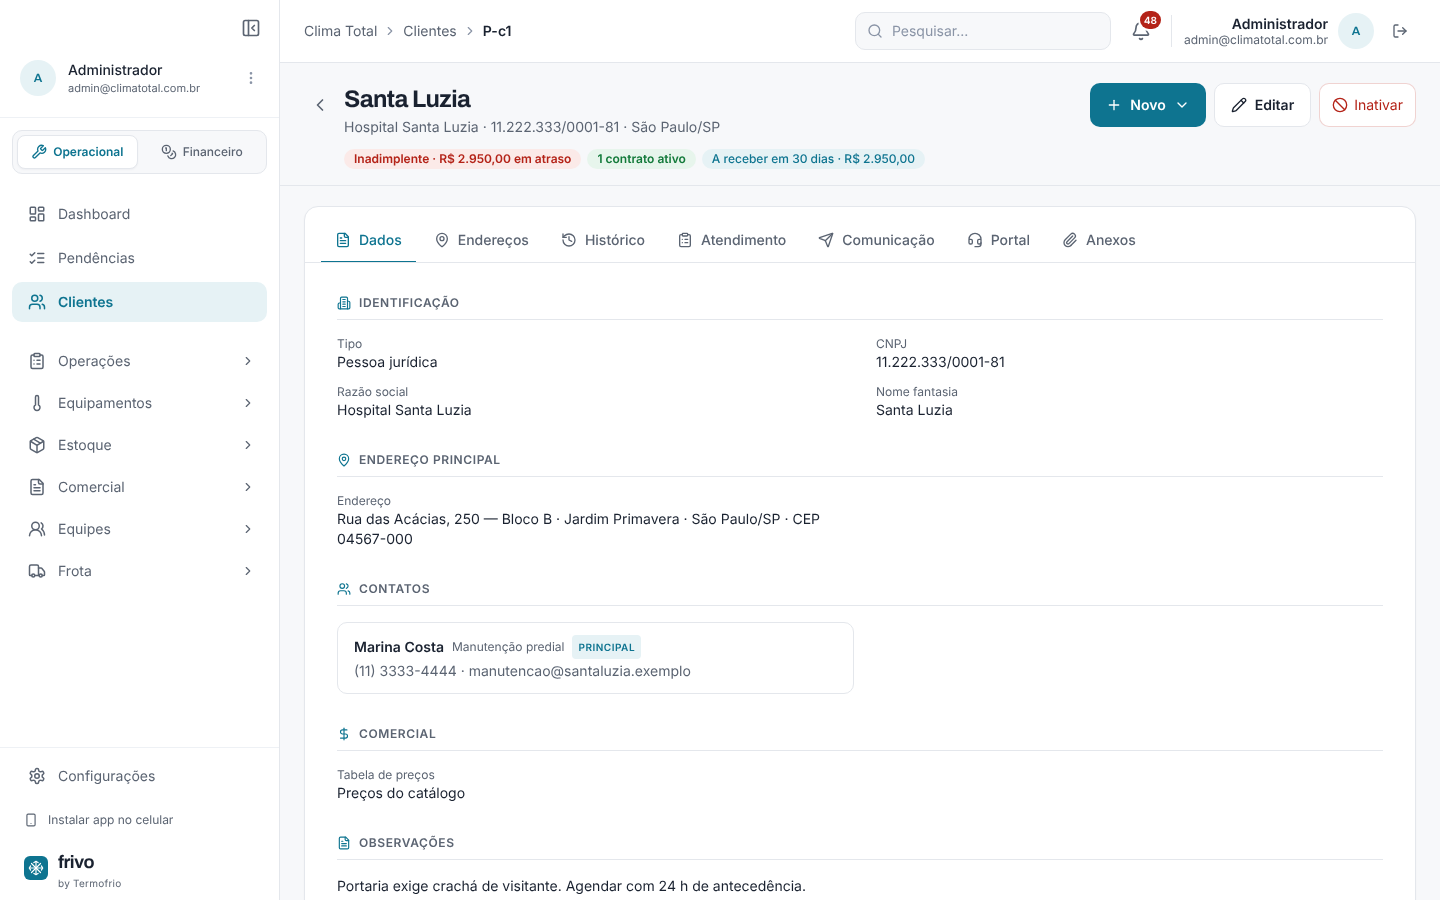 A
Administrador
admin@climatotal.com.br
Operacional
Financeiro
Dashboard
Pendências
Clientes
Operações
Equipamentos
Estoque
Comercial
Equipes
Frota
Configurações
Instalar app no celular
frivo
by Termofrio
Clima Total
Clientes
P-c1
Pesquisar...
48
Administrador
admin@climatotal.com.br
A
Santa Luzia
Hospital Santa Luzia · 11.222.333/0001-81 · São Paulo/SP
Novo
Editar
Inativar
Inadimplente · R$ 2.950,00 em atraso
1 contrato ativo
A receber em 30 dias · R$ 2.950,00
Dados
Endereços
Histórico
Atendimento
Comunicação
Portal
Anexos
IDENTIFICAÇÃO
Tipo
Pessoa jurídica
CNPJ
11.222.333/0001-81
Razão social
Hospital Santa Luzia
Nome fantasia
Santa Luzia
ENDEREÇO PRINCIPAL
Endereço
Rua das Acácias, 250 — Bloco B · Jardim Primavera · São Paulo/SP · CEP
04567-000
CONTATOS
Marina Costa Manutenção predial PRINCIPAL
(11) 3333-4444 · manutencao@santaluzia.exemplo
COMERCIAL
Tabela de preços
Preços do catálogo
OBSERVAÇÕES
Portaria exige crachá de visitante. Agendar com 24 h de antecedência.